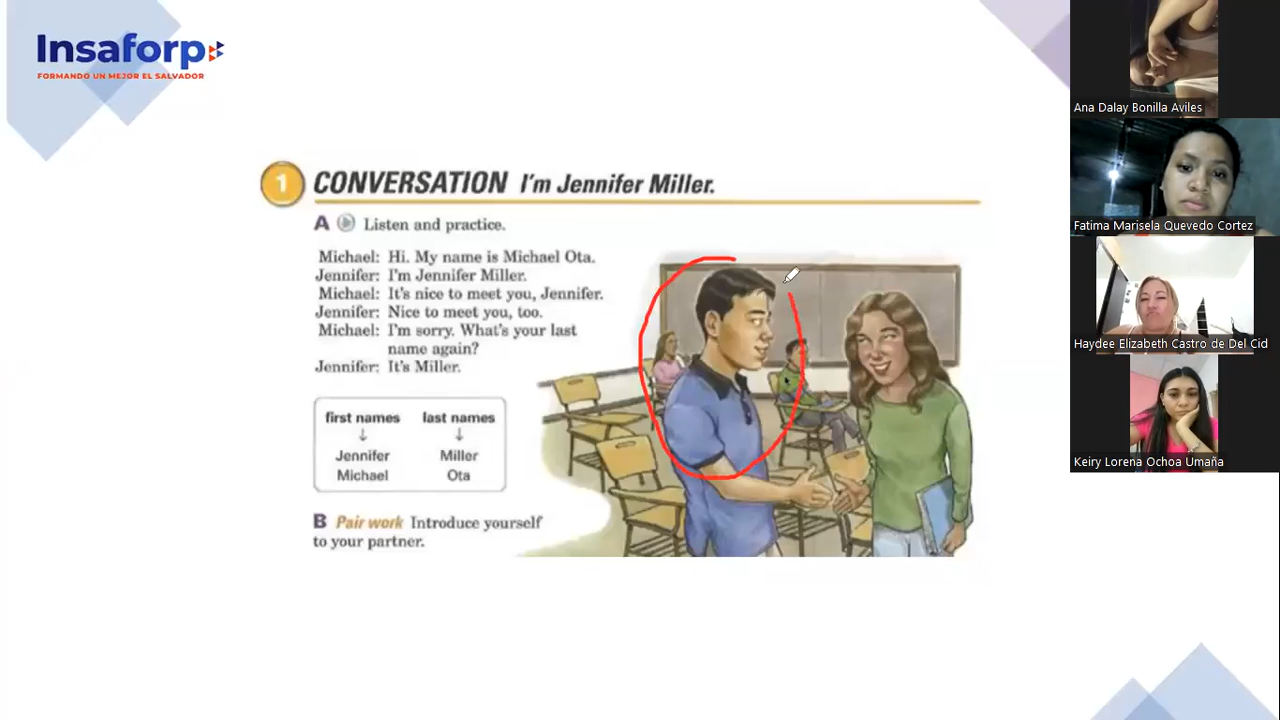 Insaforp
FORMANDO UN MEJOR EL SALVADOR
1 CONVERSATION I'm Jennifer Miller.
A Listen and practice.
Michael: Hi. My name is Michael Ota.
Jennifer: I'm Jennifer Miller.
Michael: It's nice to meet you, Jennifer.
Jennifer: Nice to meet you, too.
Michael: I'm sorry. What's your last
name again?
Jennifer: It's Miller.
first names last names
Jennifer Miller
Michael Ota
B Pair work Introduce yourself
to your partner.
Ana Dalay Bonilla Aviles
Fatima Marisela Quevedo Cortez
Haydee Elizabeth Castro de Del Cid
Keiry Lorena Ochoa Umaña